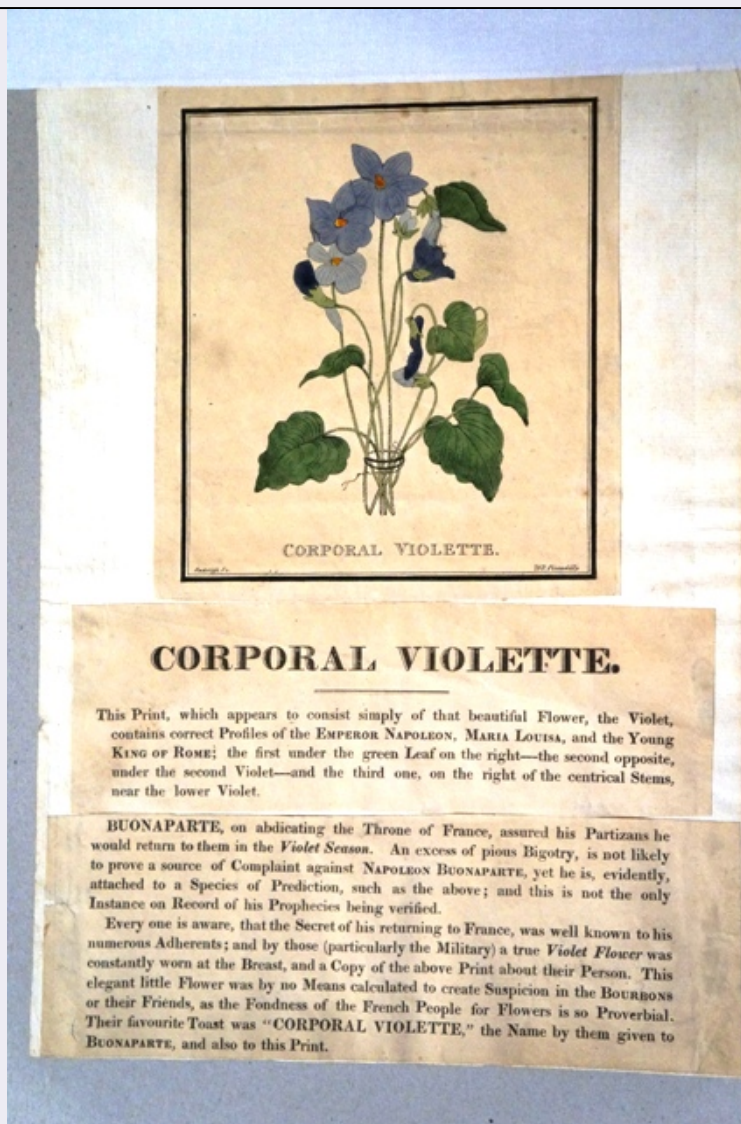 CORPORAL VIOLETTE.
CORPORAL VIOLETTE.
This Print, which appears to consist simply of that beautiful Flower, the Violet,
contains correct Profiles of the EMPEROR NAPOLEON, MARIA LOUISA, and the Young
KING OF ROME; the first under the green Leaf on the right—the second opposite,
under the second Violet—and the third one, on the right of the centrical Stems,
near the lower Violet.
BUONAPARTE, on abdicating the Throne of France, assured his Partizans he
would return to them in the Violet Season. An excess of pious Bigotry, is not likely
to prove a source of Complaint against NAPOLEON BUONAPARTE, yet he is, evidently,
attached to a Species of Prediction, such as the above; and this is not the only
Instance on Record of his Prophecies being verified.
Every one is aware, that the Secret of his returning to France, was well known to his
numerous Adherents; and by those (particularly the Military) a true Violet Flower was
constantly worn at the Breast, and a Copy of the above Print about their Person. This
elegant little Flower was by no Means calculated to create Suspicion in the BOURBONS
or their Friends, as the Fondness of the French People for Flowers is so Proverbial.
Their favourite Toast was "CORPORAL VIOLETTE," the Name by them given to
BUONAPARTE, and also to this Print.